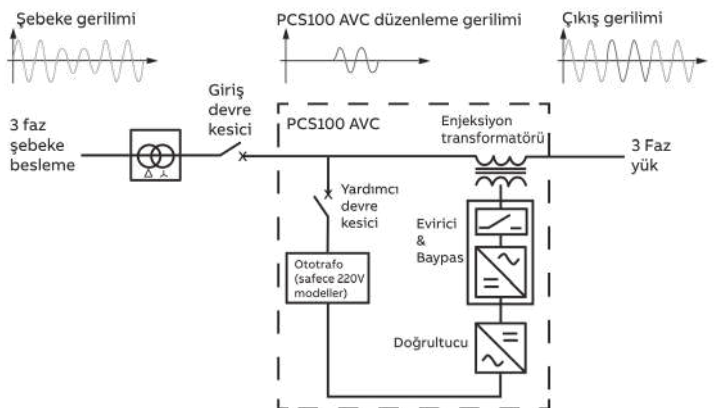 Şebeke gerilimi
PCS100 AVC düzenleme gerilimi
Çıkış gerilimi
3 faz
şebeke
besleme
Giriş
devre
kesici
PCS100 AVC
Enjeksiyon
transformatörü
3 Faz
yük
Yardımcı
devre
kesici
Evirici
&
Baypas
Ototrafo
(safece 220V
modeller)
Doğrultucu